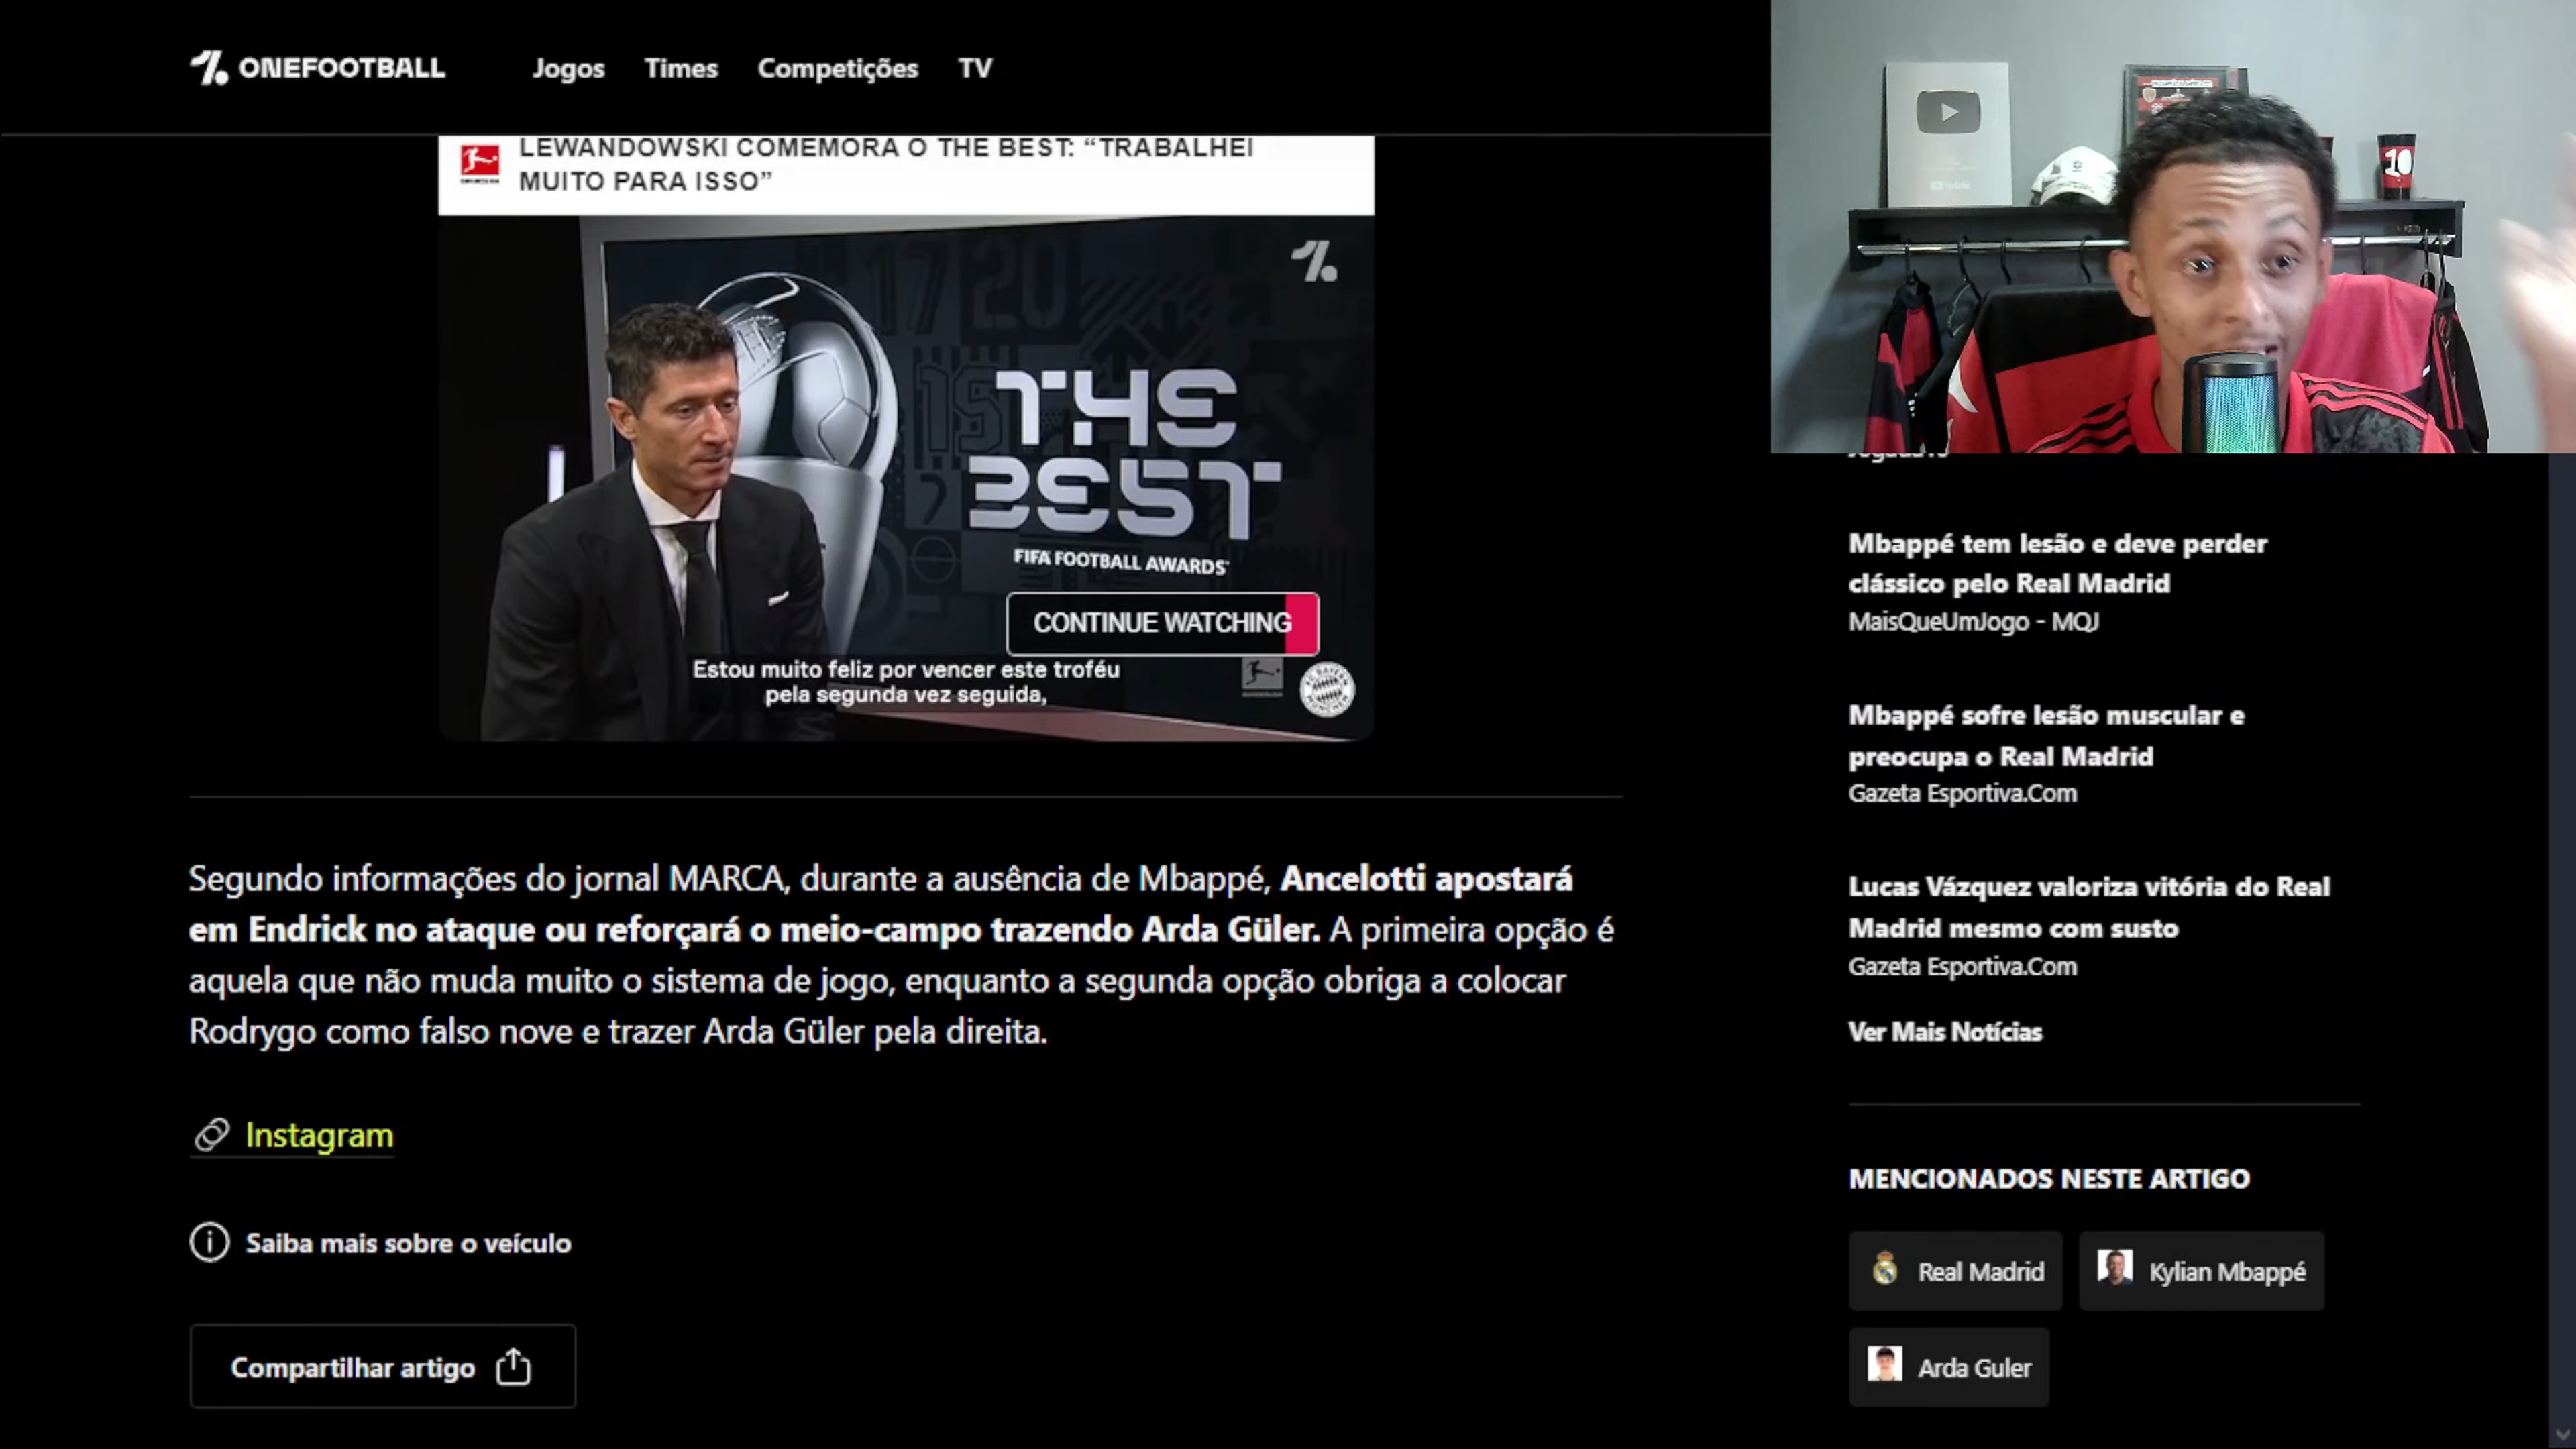 ONEFOOTBALL
Jogos Times Competições TV
LEWANDOWSKI COMEMORA O THE BEST: “TRABALHEI
MUITO PARA ISSO”
THE
BEST
FIFA FOOTBALL AWARDS
CONTINUE WATCHING
Estou muito feliz por vencer este troféu
pela segunda vez seguida,
Segundo informações do jornal MARCA, durante a ausência de Mbappé, Ancelotti apostará
em Endrick no ataque ou reforçará o meio-campo trazendo Arda Güler. A primeira opção é
aquela que não muda muito o sistema de jogo, enquanto a segunda opção obriga a colocar
Rodrygo como falso nove e trazer Arda Güler pela direita.
Instagram
Saiba mais sobre o veículo
Compartilhar artigo
10
Mbappé tem lesão e deve perder
clássico pelo Real Madrid
MaisQueUmJogo - MQJ
Mbappé sofre lesão muscular e
preocupa o Real Madrid
Gazeta Esportiva.Com
Lucas Vázquez valoriza vitória do Real
Madrid mesmo com susto
Gazeta Esportiva.Com
Ver Mais Notícias
MENCIONADOS NESTE ARTIGO
Real Madrid
Kylian Mbappé
Arda Guler